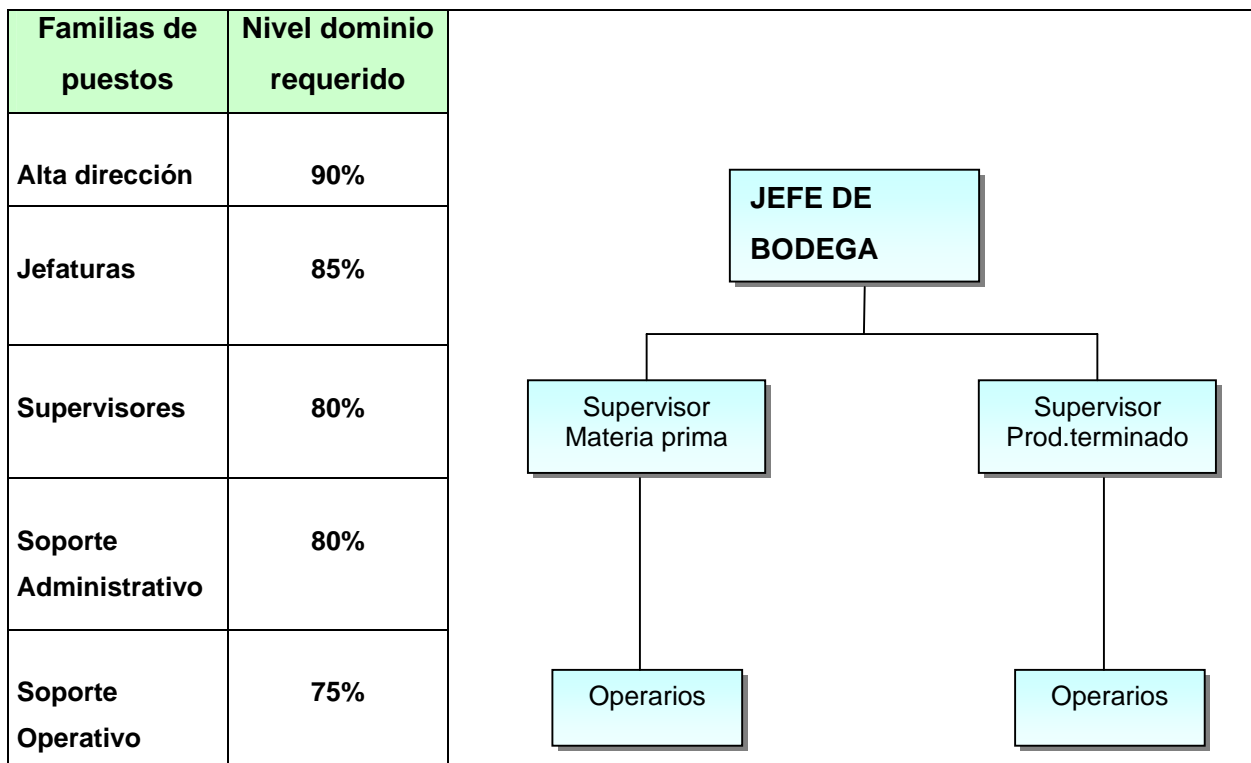 Familias de
puestos
Nivel dominio
requerido
Alta dirección
90%
Jefaturas
85%
Supervisores
80%
Soporte
Administrativo
80%
Soporte
Operativo
75%
JEFE DE
BODEGA
Supervisor
Materia prima
Supervisor
Prod.terminado
Operarios
Operarios